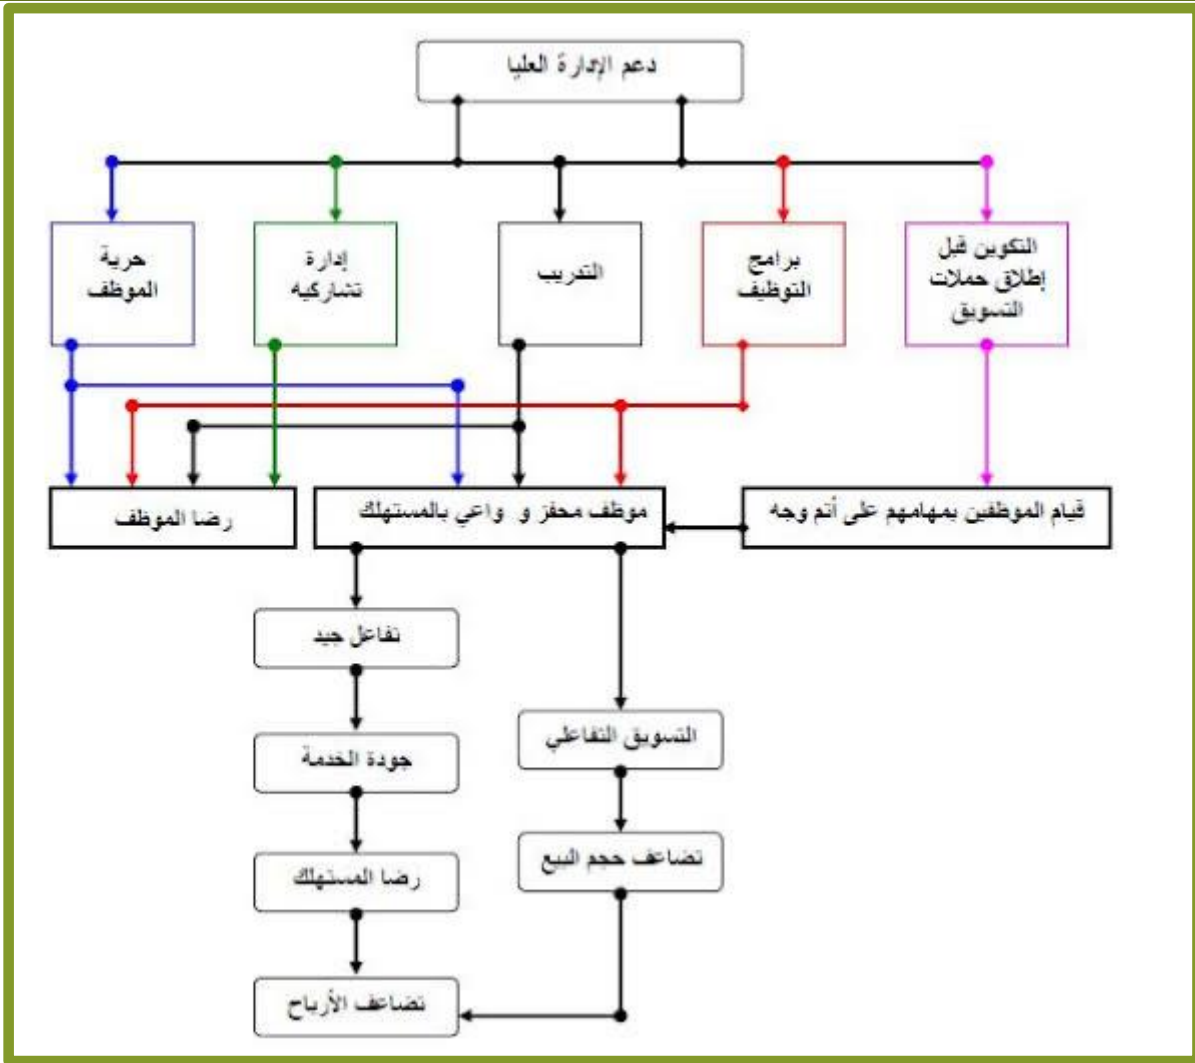 دعم الإدارة العليا
التكوين قبل
إطلاق حملات
التسويق
برامج
التوظيف
التدريب
إدارة
تشاركيه
حرية
الموظف
قيام الموظفين بمهامهم على أتم وجه
موظف محفز و واعي بالمستهلك
رضا الموظف
تفاعل جيد
التسويق التفاعلي
جودة الخدمة
تضاعف حجم البيع
رضا المستهلك
تضاعف الأرباح